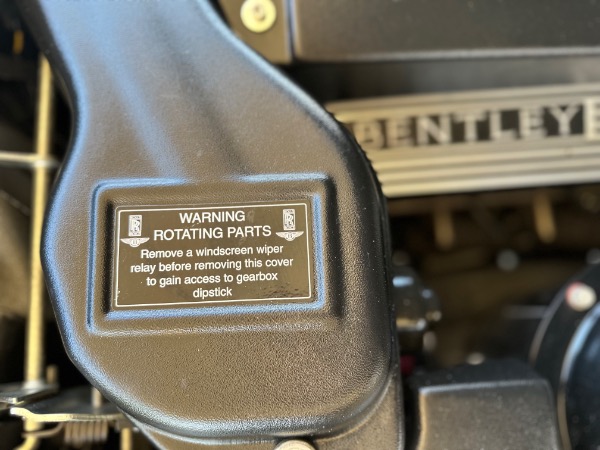 BENTLEY
WARNING
ROTATING PARTS
Remove a windscreen wiper
relay before removing this cover
to gain access to gearbox
dipstick